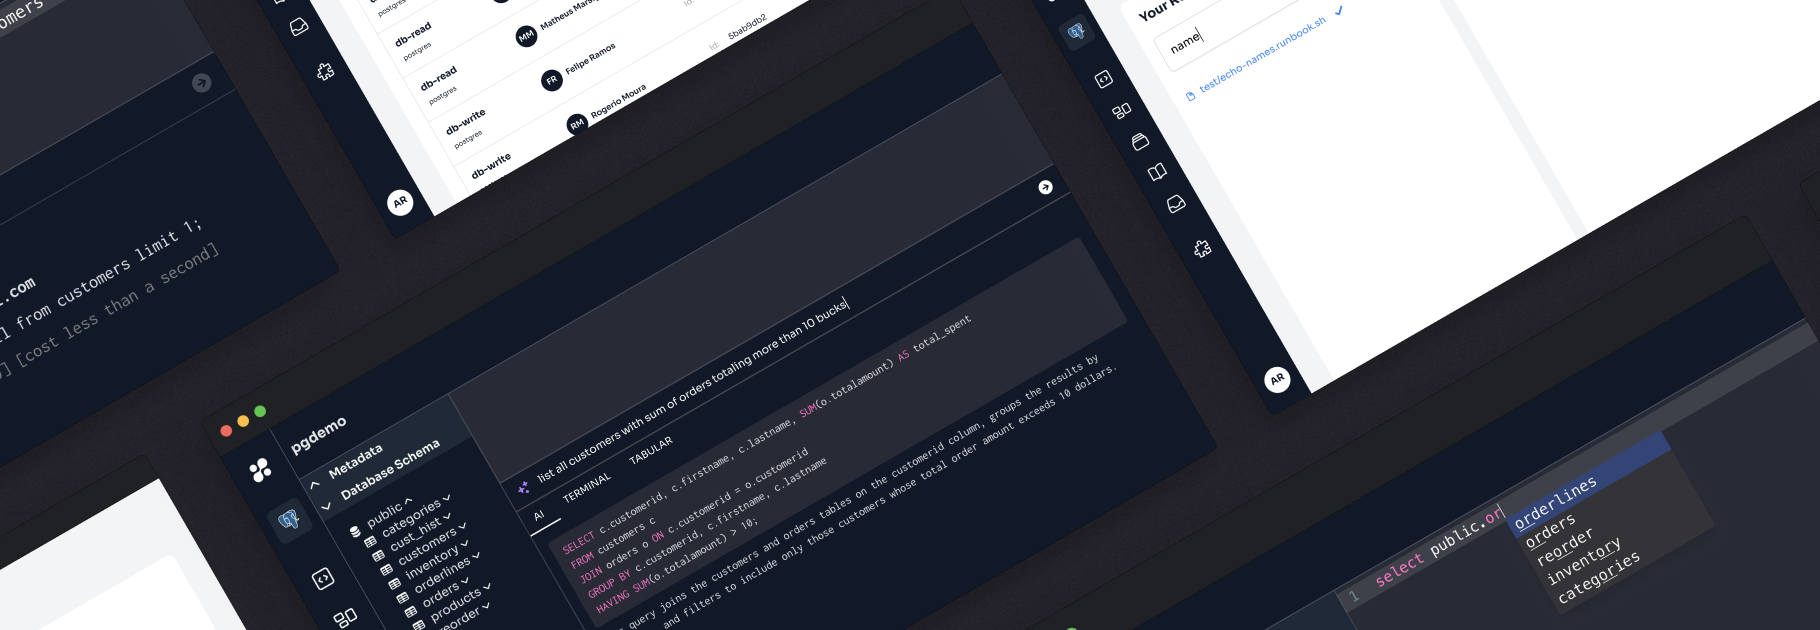 omers
l from customers limit 1;
[cost less than a second]
.com
db-read
postgres
MM
db-read
postgres
FR Felipe Ramos
Id: 5bab9db2
db-write
postgres
RM Rogerio Moura
db-write
AR
name
test/echo-names.runbook.sh
AR
pgdemo
Metadata
Database Schema
public
categories
cust_hist
customers
inventory
orderlines
orders
products
reorder
list all customers with sum of orders totaling more than 10 bucks
AI TERMINAL TABULAR
SELECT c.customerid, c.firstname, c.lastname, SUM(o.totalamount) AS total_spent
FROM customers c
JOIN orders o ON c.customerid = o.customerid
GROUP BY c.customerid, c.firstname, c.lastname
HAVING SUM(o.totalamount) > 10;
query joins the customers and orders tables on the customerid column, groups the results by
and filters to include only those customers whose total order amount exceeds 10 dollars.
1 select public.or
orderlines
orders
reorder
inventory
categories